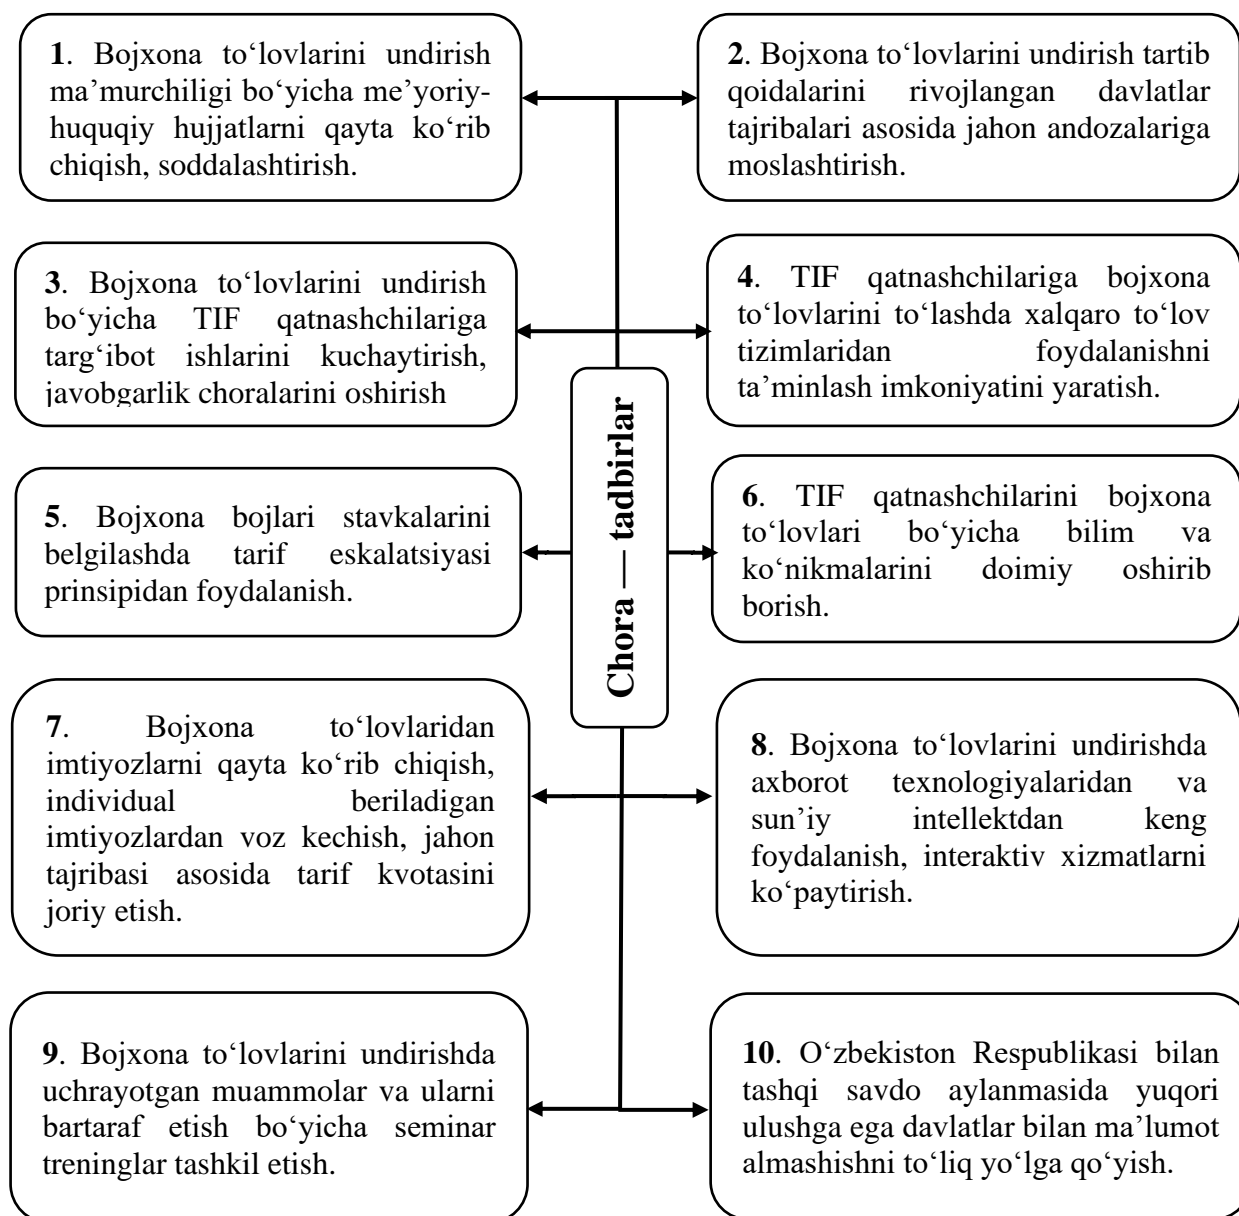 1. Bojxona to‘lovlarini undirish
ma’murchiligi bo‘yicha me’yoriy-
huquqiy hujjatlarni qayta ko‘rib
chiqish, soddalashtirish.
2. Bojxona to‘lovlarini undirish tartib
qoidalarini rivojlangan davlatlar
tajribalari asosida jahon andozalariga
moslashtirish.
3. Bojxona to‘lovlarini undirish
bo‘yicha TIF qatnashchilariga
targ‘ibot ishlarini kuchaytirish,
javobgarlik choralarini oshirish
4. TIF qatnashchilariga bojxona
to‘lovlarini to‘lashda xalqaro to‘lov
tizimlaridan foydalanishni
ta’minlash imkoniyatini yaratish.
Chora — tadbirlar
5. Bojxona bojlari stavkalarini
belgilashda tarif eskalatsiyasi
prinsipidan foydalanish.
6. TIF qatnashchilarini bojxona
to‘lovlari bo‘yicha bilim va
ko‘nikmalarini doimiy oshirib
borish.
7. Bojxona to‘lovlaridan
imtiyozlarni qayta ko‘rib chiqish,
individual beriladigan
imtiyozlardan voz kechish, jahon
tajribasi asosida tarif kvotasini
joriy etish.
8. Bojxona to‘lovlarini undirishda
axborot texnologiyalaridan va
sun’iy intellektdan keng
foydalanish, interaktiv xizmatlarni
ko‘paytirish.
9. Bojxona to‘lovlarini undirishda
uchrayotgan muammolar va ularni
bartaraf etish bo‘yicha seminar
treninglar tashkil etish.
10. O‘zbekiston Respublikasi bilan
tashqi savdo aylanmasida yuqori
ulushga ega davlatlar bilan ma’lumot
almashishni to‘liq yo‘lga qo‘yish.